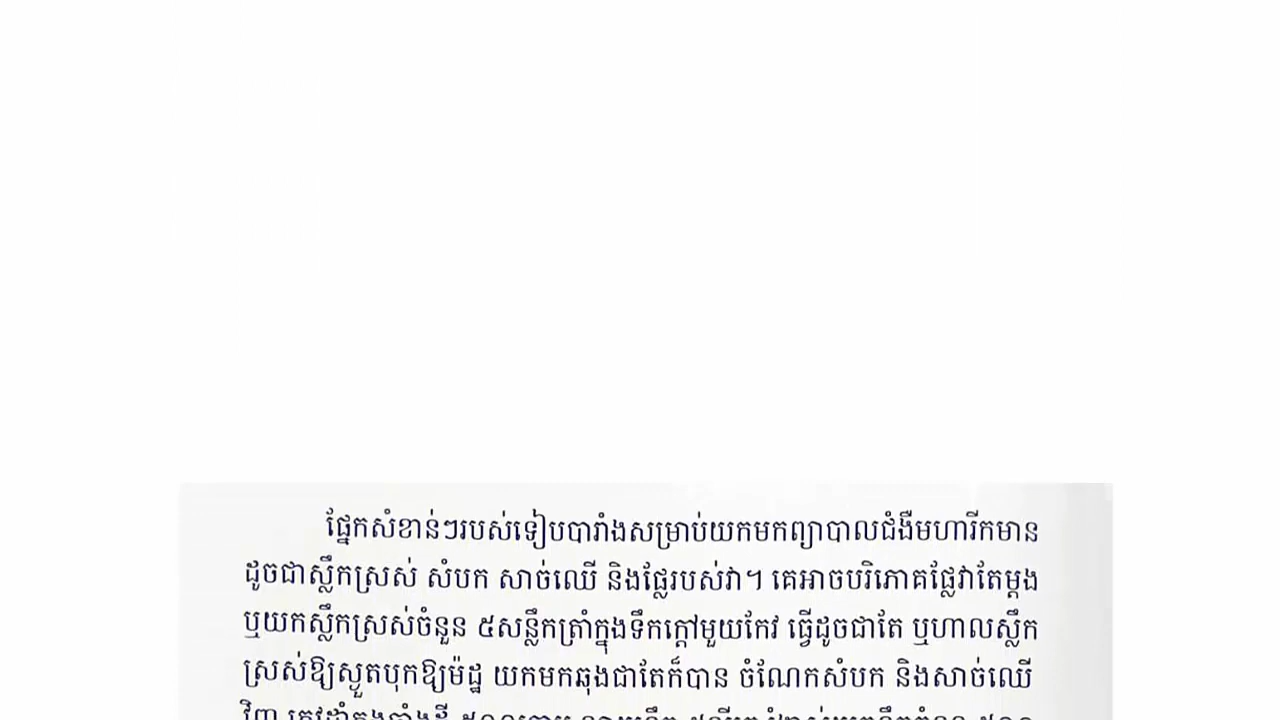 ផ្នែកសំខាន់ៗរបស់ទៀបបារាំងសម្រាប់យកមកព្យាបាលជំងឺមហារីកមាន
ដូចជាស្លឹកស្រស់ សំបក សាច់ឈើ និងផ្លែរបស់វា។ គេអាចបរិភោគផ្លែវាតែម្ដង
ឬយកស្លឹកស្រស់ចំនួន ៥សន្លឹកត្រាំក្នុងទឹកក្ដៅមួយកែវ ធ្វើដូចជាតែ ឬហាលស្លឹក
ស្រស់ឱ្យស្ងួតបុកឱ្យម៉ដ្ឋ យកមកឆុងជាតែក៏បាន ចំណែកសំបក និងសាច់ឈើ